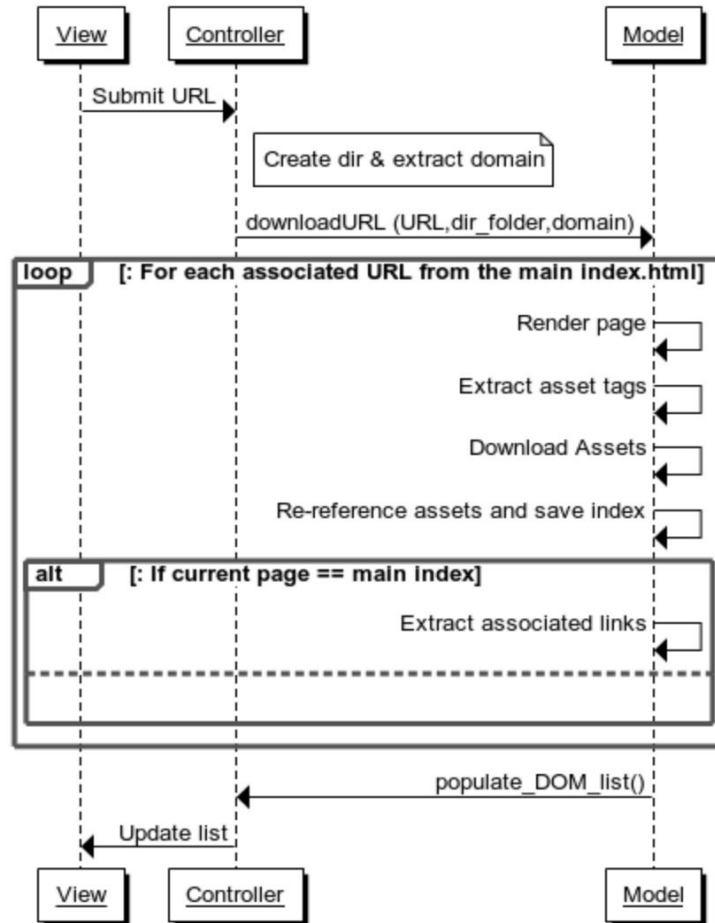 View Controller Model
Submit URL
Create dir & extract domain
downloadURL (URL,dir_folder,domain)
loop [: For each associated URL from the main index.html]
Render page
Extract asset tags
Download Assets
Re-reference assets and save index
alt [: If current page == main index]
Extract associated links
populate_DOM_list()
Update list
View Controller Model